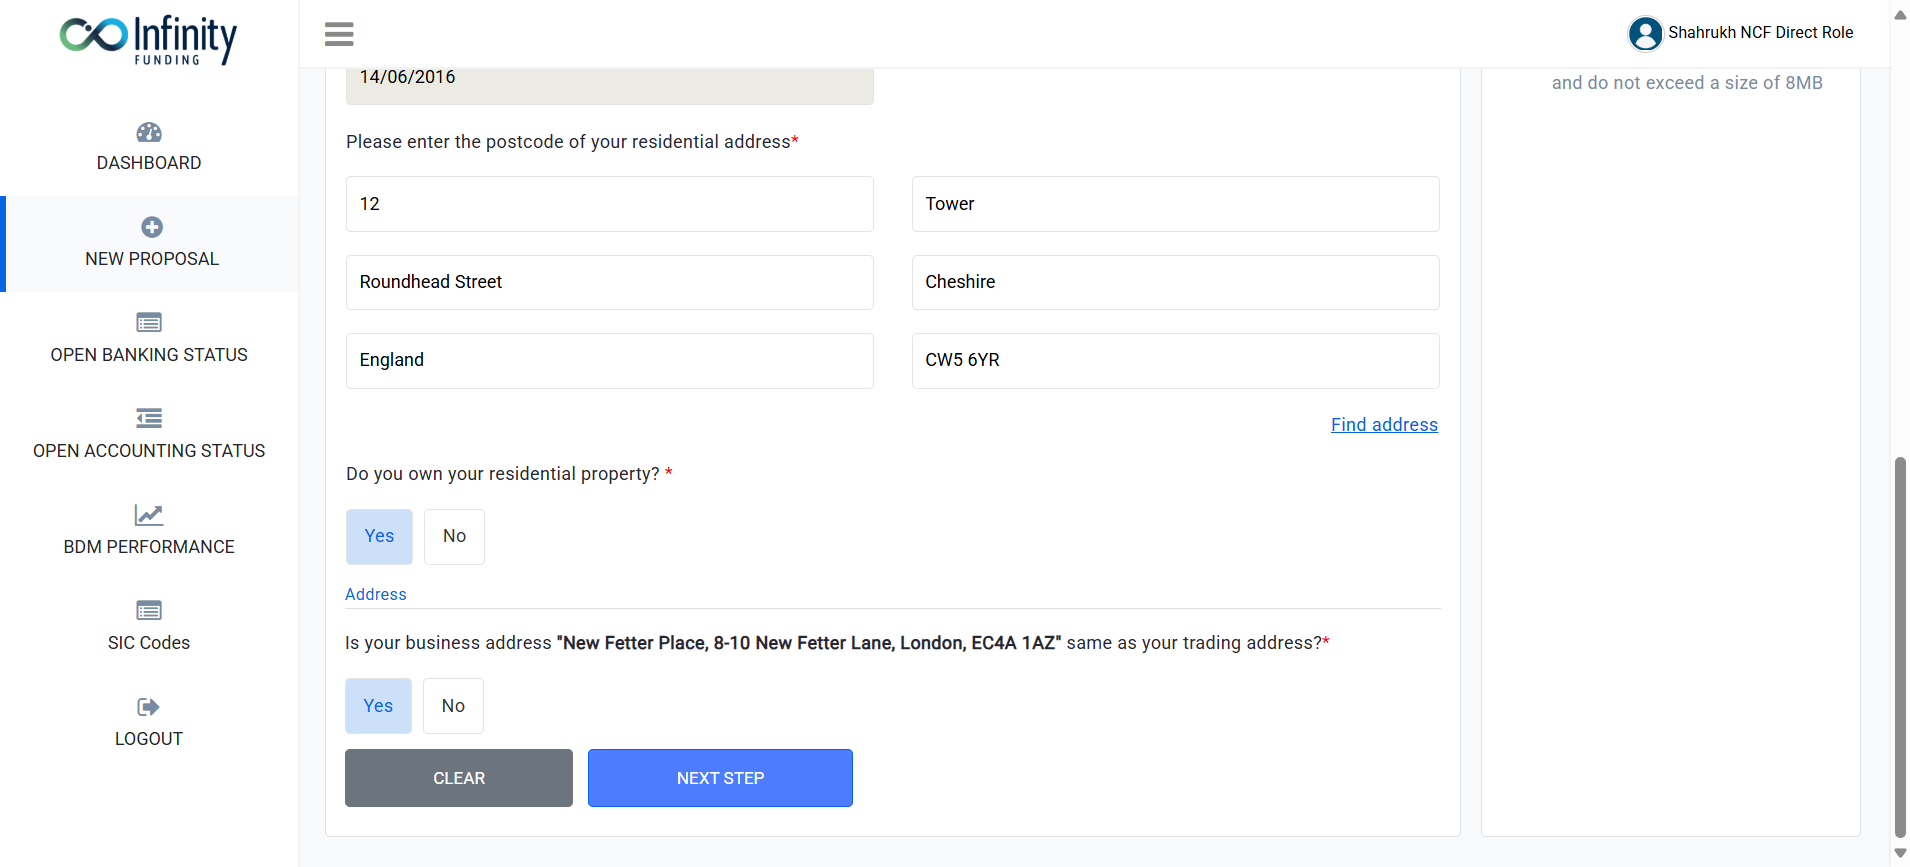 Infinity
FUNDING
Shahrukh NCF Direct Role
DASHBOARD
NEW PROPOSAL
OPEN BANKING STATUS
OPEN ACCOUNTING STATUS
BDM PERFORMANCE
SIC Codes
LOGOUT
14/06/2016
Please enter the postcode of your residential address*
12
Tower
Roundhead Street
Cheshire
England
CW5 6YR
Find address
Do you own your residential property? *
Yes
No
Address
Is your business address "New Fetter Place, 8-10 New Fetter Lane, London, EC4A 1AZ" same as your trading address?*
Yes
No
CLEAR
NEXT STEP
and do not exceed a size of 8MB